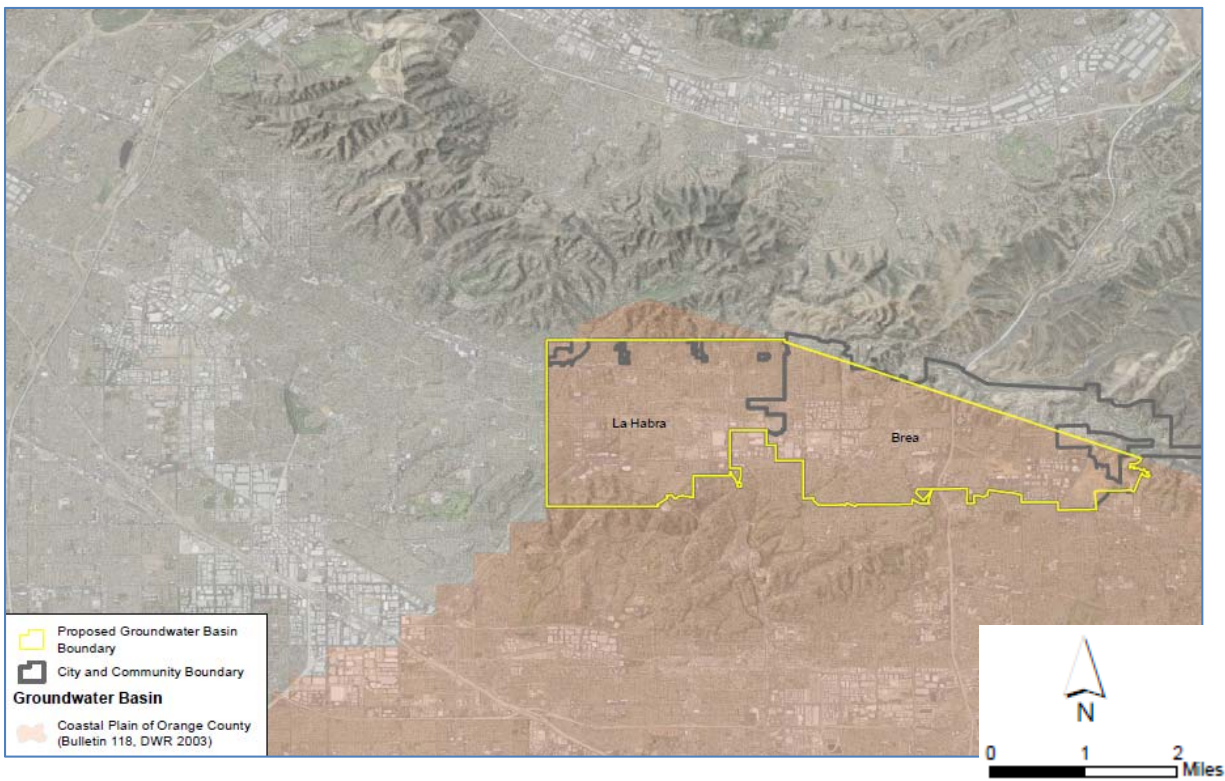 La Habra
Brea
Proposed Groundwater Basin
Boundary
City and Community Boundary
Groundwater Basin
Coastal Plain of Orange County
(Bulletin 118, DWR 2003)
N
0 1 2
Miles